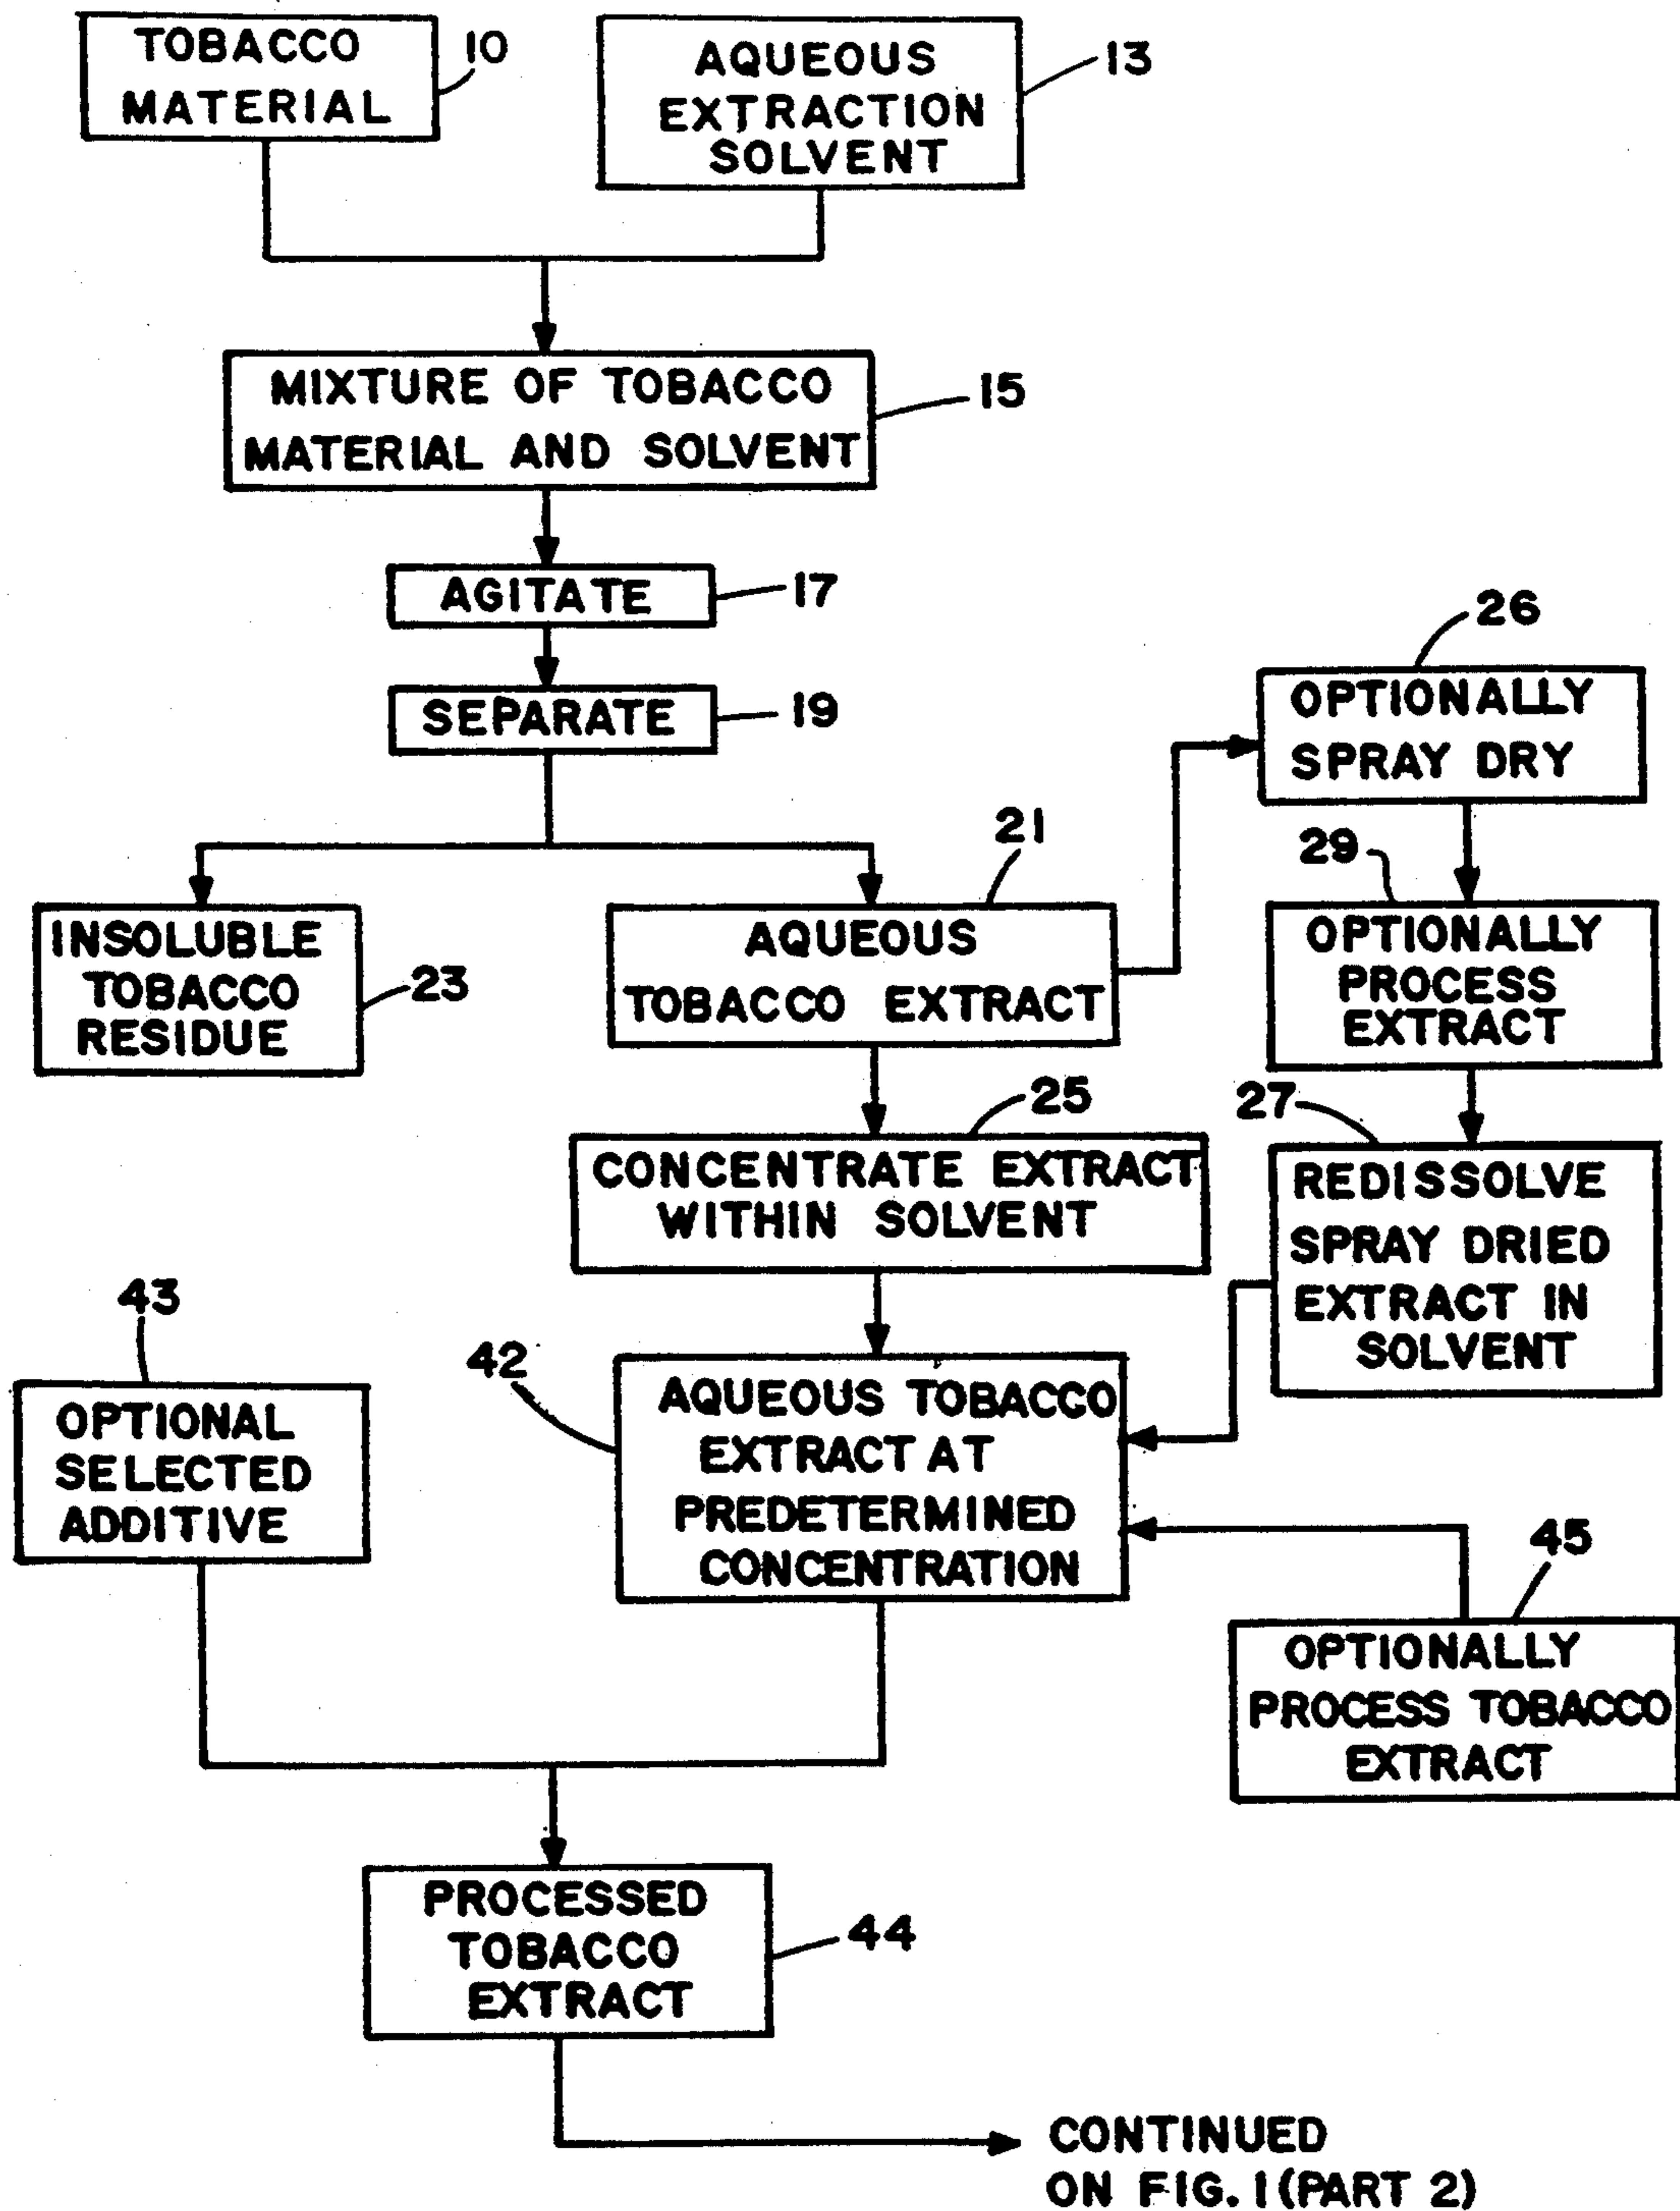 TOBACCO
MATERIAL
10
AQUEOUS
EXTRACTION
SOLVENT
13
MIXTURE OF TOBACCO
MATERIAL AND SOLVENT
15
AGITATE
17
SEPARATE
19
INSOLUBLE
TOBACCO
RESIDUE
23
21
AQUEOUS
TOBACCO EXTRACT
26
OPTIONALLY
SPRAY DRY
29
OPTIONALLY
PROCESS
EXTRACT
25
CONCENTRATE EXTRACT
WITHIN SOLVENT
27
REDISSOLVE
SPRAY DRIED
EXTRACT IN
SOLVENT
43
OPTIONAL
SELECTED
ADDITIVE
42
AQUEOUS TOBACCO
EXTRACT AT
PREDETERMINED
CONCENTRATION
45
OPTIONALLY
PROCESS TOBACCO
EXTRACT
PROCESSED
TOBACCO
EXTRACT
44
CONTINUED
ON FIG. 1 (PART 2)